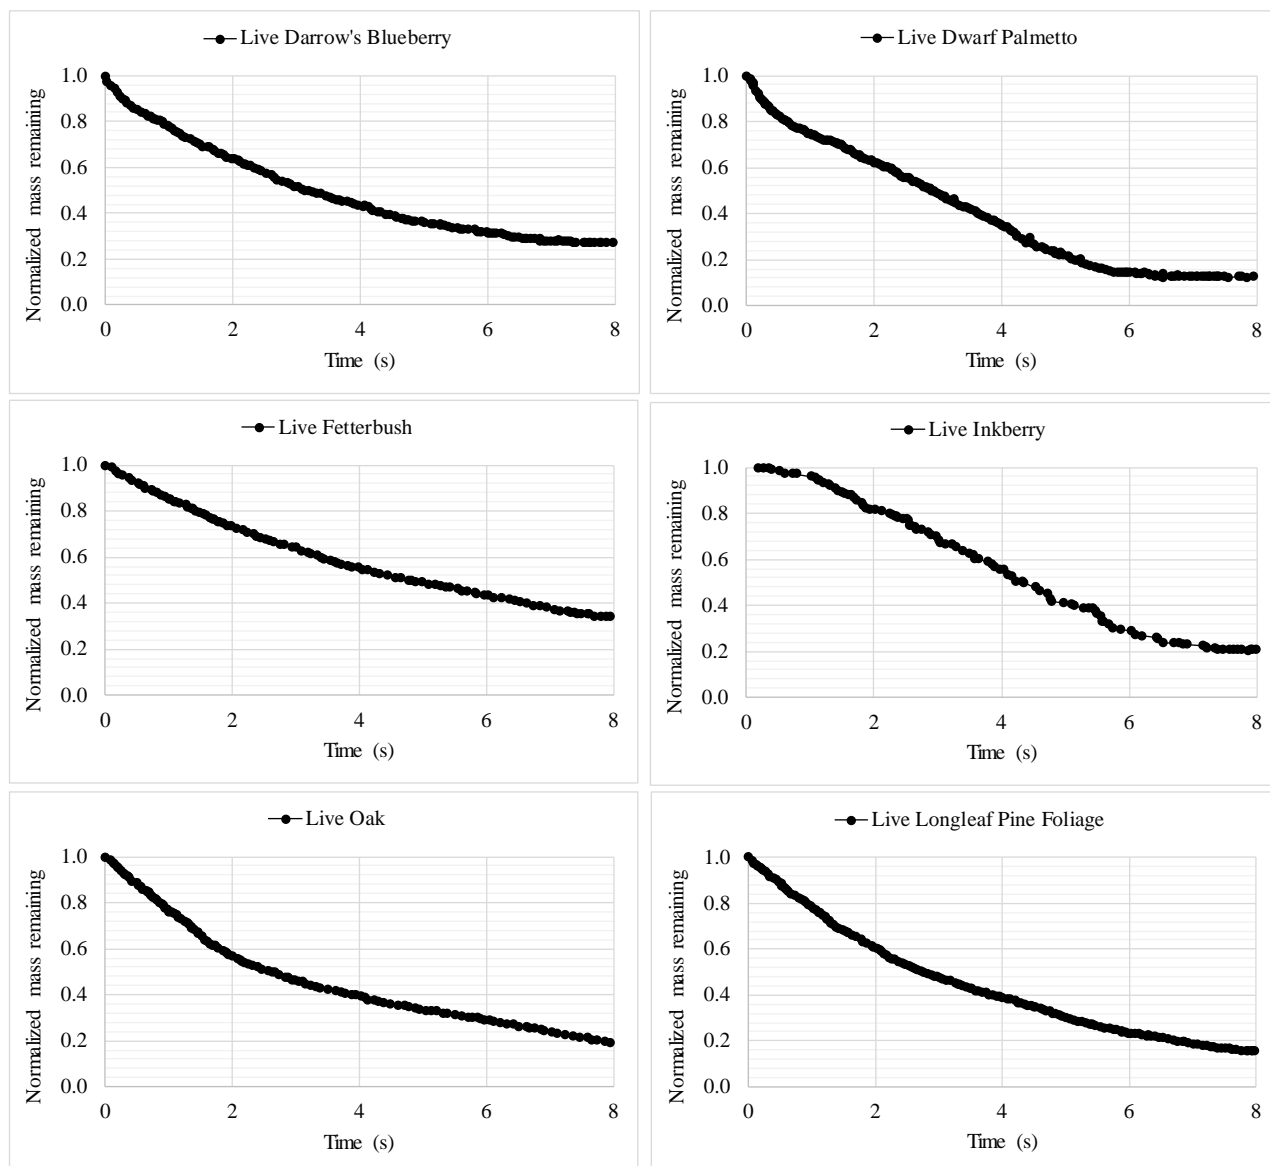 Live Darrow's Blueberry
Normalized mass remaining
1.0
0.8
0.6
0.4
0.2
0.0
0 2 4 6 8
Time (s)
Live Dwarf Palmetto
Normalized mass remaining
1.0
0.8
0.6
0.4
0.2
0.0
0 2 4 6 8
Time (s)
Live Fetterbush
Normalized mass remaining
1.0
0.8
0.6
0.4
0.2
0.0
0 2 4 6 8
Time (s)
Live Inkberry
Normalized mass remaining
1.0
0.8
0.6
0.4
0.2
0.0
0 2 4 6 8
Time (s)
Live Oak
Normalized mass remaining
1.0
0.8
0.6
0.4
0.2
0.0
0 2 4 6 8
Time (s)
Live Longleaf Pine Foliage
Normalized mass remaining
1.0
0.8
0.6
0.4
0.2
0.0
0 2 4 6 8
Time (s)